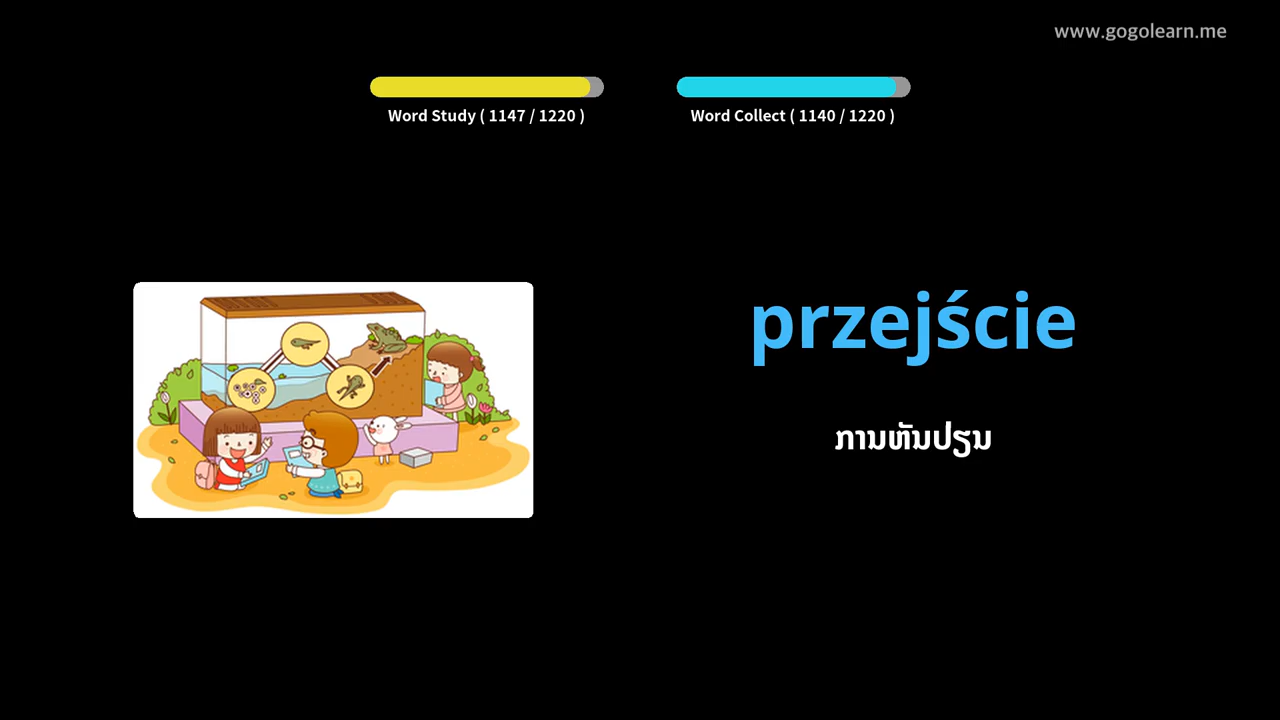 www.gogolearn.me
Word Study ( 1147 / 1220 )
Word Collect ( 1140 / 1220 )
przejście
ການຫັນປຽນ